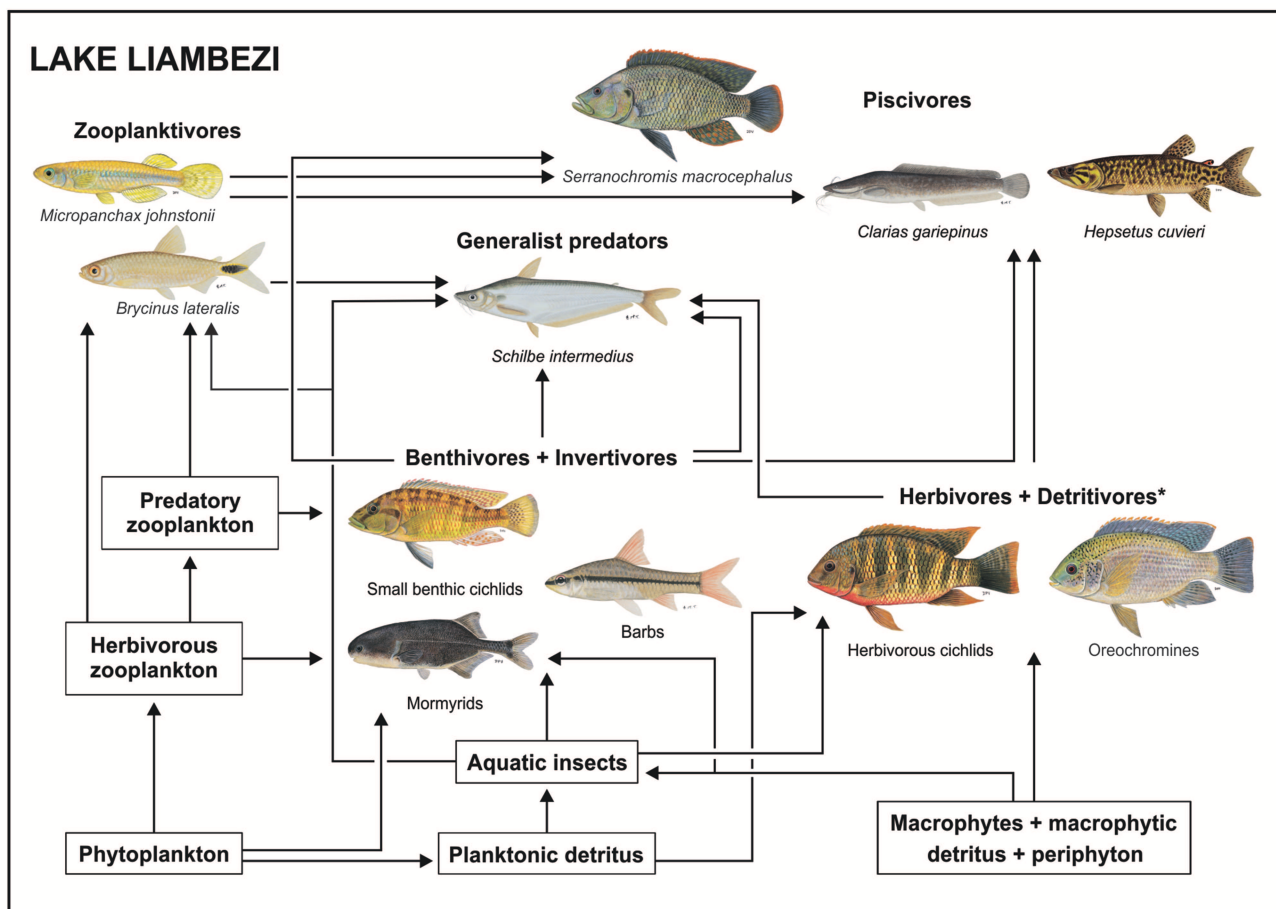 LAKE LIAMBEZI
Piscivores
Zooplanktivores
Serranochromis macrocephalus
Micropanchax johnstonii
Clarias gariepinus
Hepsetus cuvieri
Generalist predators
Brycinus lateralis
Schilbe intermedius
Benthivores + Invertivores
Herbivores + Detritivores*
Predatory
zooplankton
Small benthic cichlids
Barbs
Herbivorous cichlids
Oreochromines
Herbivorous
zooplankton
Mormyrids
Aquatic insects
Phytoplankton
Planktonic detritus
Macrophytes + macrophytic
detritus + periphyton